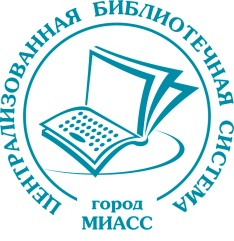 ЦЕНТРАЛИЗОВАННАЯ БИБЛИОТЕЧНАЯ СИСТЕМА
город
МИАСС